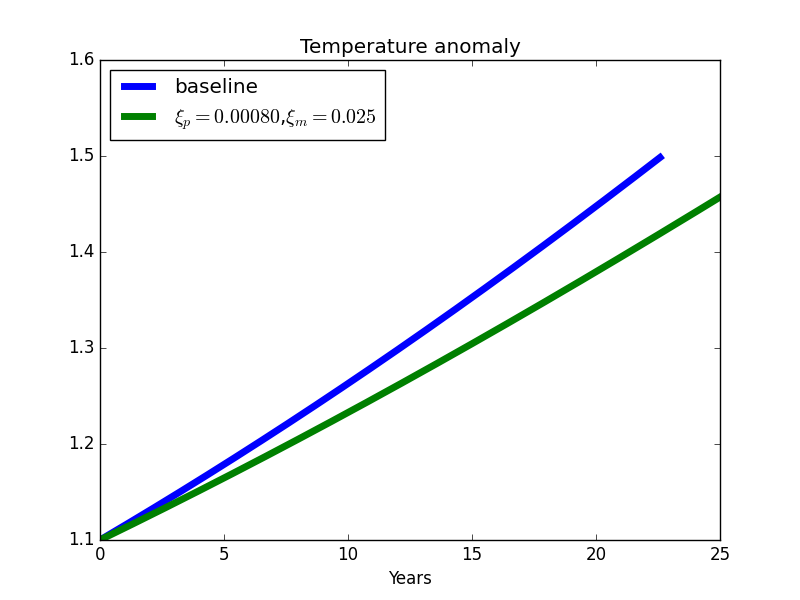 Temperature anomaly
baseline
ξp = 0.00080,ξm = 0.025
1.6
1.5
1.4
1.3
1.2
1.1
0 5 10 15 20 25
Years